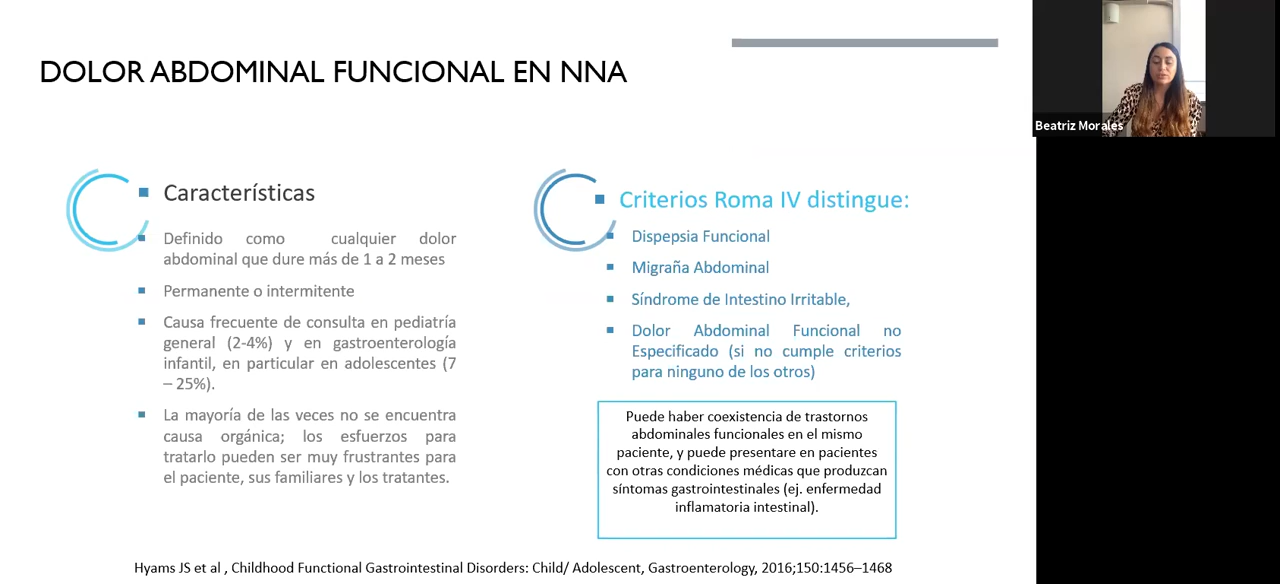 DOLOR ABDOMINAL FUNCIONAL EN NNA
Beatriz Morales
Características
Definido como cualquier dolor
abdominal que dure más de 1 a 2 meses
Permanente o intermitente
Causa frecuente de consulta en pediatría
general (2-4%) y en gastroenterología
infantil, en particular en adolescentes (7
– 25%).
La mayoría de las veces no se encuentra
causa orgánica; los esfuerzos para
tratarlo pueden ser muy frustrantes para
el paciente, sus familiares y los tratantes.
Criterios Roma IV distingue:
Dispepsia Funcional
Migraña Abdominal
Síndrome de Intestino Irritable,
Dolor Abdominal Funcional no
Especificado (si no cumple criterios
para ninguno de los otros)
Puede haber coexistencia de trastornos
abdominales funcionales en el mismo
paciente, y puede presentare en pacientes
con otras condiciones médicas que produzcan
síntomas gastrointestinales (ej. enfermedad
inflamatoria intestinal).
Hyams JS et al , Childhood Functional Gastrointestinal Disorders: Child/ Adolescent, Gastroenterology, 2016;150:1456–1468